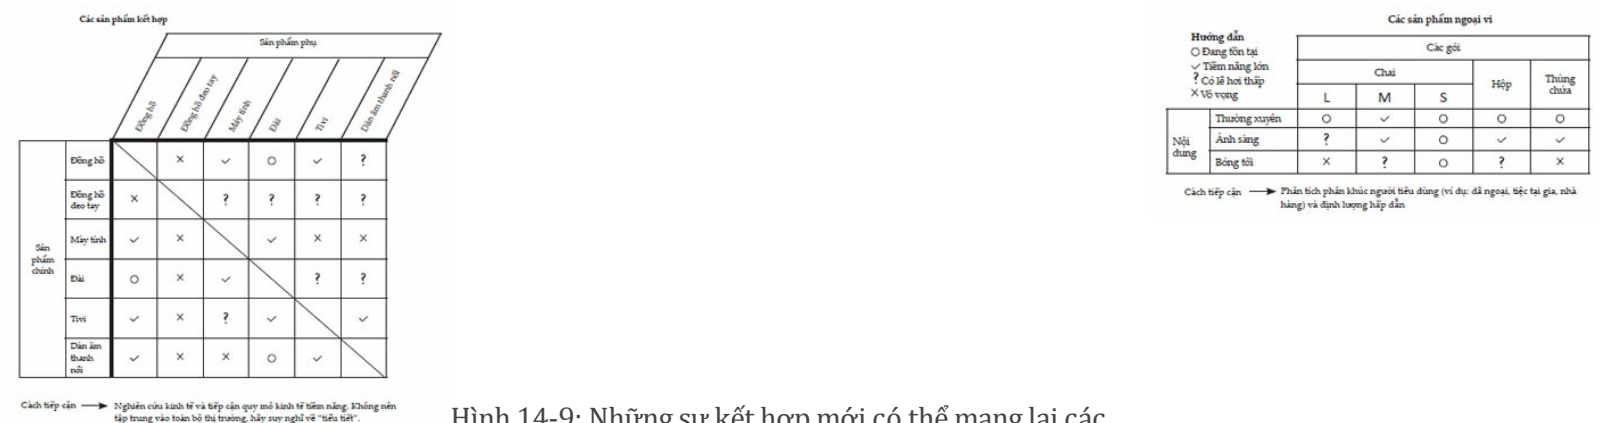 Các sản phẩm kết hợp
Sản phẩm phụ
Đồng hồ
Đồng hồ đeo tay
Máy tính
Đài
Tivi
Dàn âm thanh nổi
Sản
phẩm
chính
Đồng hồ
✕ ✓ ○ ✓ ?
Đồng hồ
đeo tay
✕ ? ? ? ?
Máy tính
✓ ✕ ✓ ✕ ✕
Đài
○ ✕ ✓ ? ?
Tivi
✓ ✕ ? ✓ ✓
Dàn âm
thanh
nổi
✓ ✕ ✕ ○ ✓
Cách tiếp cận → Nghiên cứu kinh tế và tiếp cận quy mô kinh tế tiềm năng. Không nên
tập trung vào toàn bộ thị trường, hãy suy nghĩ về "tiểu tiết".
Hình 14-9: Những sự kết hợp mới có thể mang lại các
Các sản phẩm ngoại vi
Hướng dẫn
○ Đang tồn tại
✓ Tiềm năng lớn
? Có lẽ hơi thấp
✕ Vô vọng
Các gói
Chai
Hộp
Thùng
chứa
L M S
Nội
dung
Thường xuyên ○ ✓ ○ ○ ○
Ánh sáng ? ✓ ○ ✓ ✓
Bóng tối ✕ ? ○ ? ✕
Cách tiếp cận → Phân tích phân khúc người tiêu dùng (ví dụ: dã ngoại, tiệc tại gia, nhà
hàng) và định lượng hấp dẫn